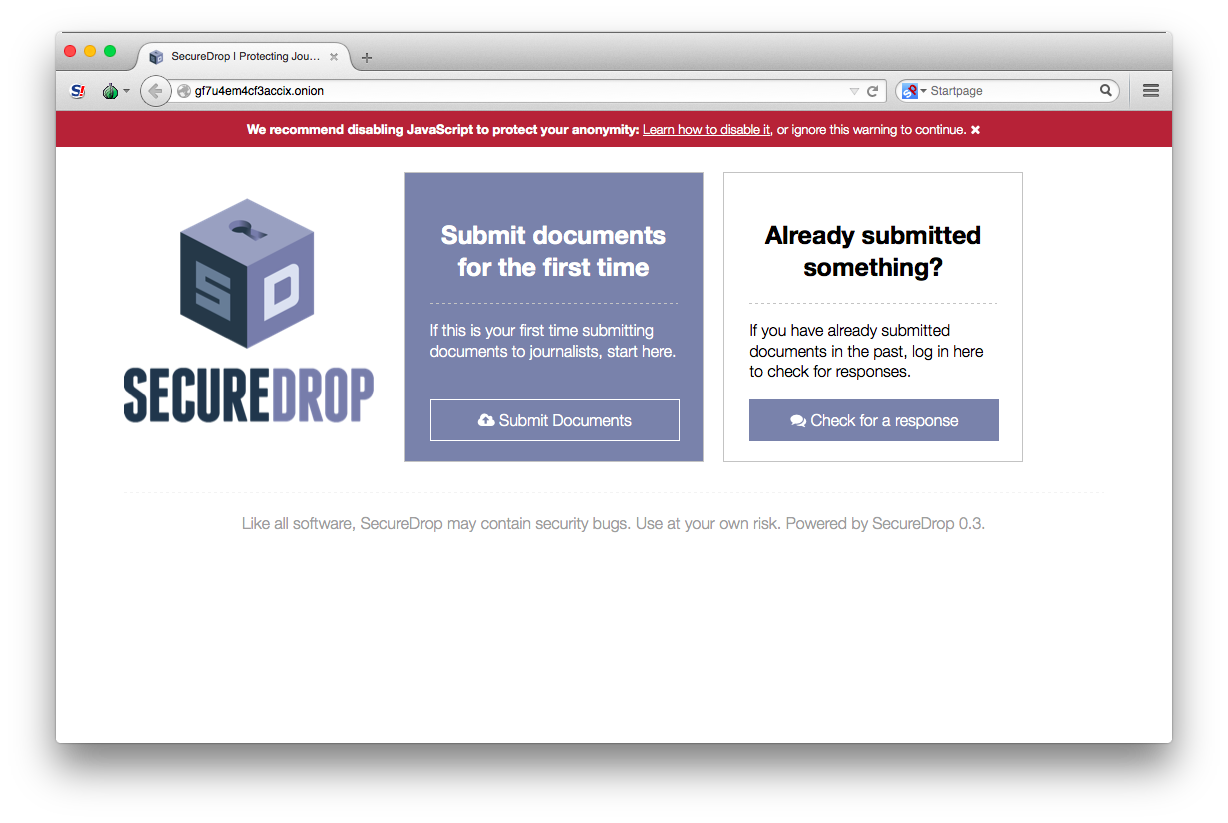 SecureDrop | Protecting Jou...
S!
gf7u4em4cf3accix.onion
Startpage
We recommend disabling JavaScript to protect your anonymity: Learn how to disable it, or ignore this warning to continue. ✖
S D
SECUREDROP
Submit documents
for the first time
If this is your first time submitting
documents to journalists, start here.
Submit Documents
Already submitted
something?
If you have already submitted
documents in the past, log in here
to check for responses.
Check for a response
Like all software, SecureDrop may contain security bugs. Use at your own risk. Powered by SecureDrop 0.3.